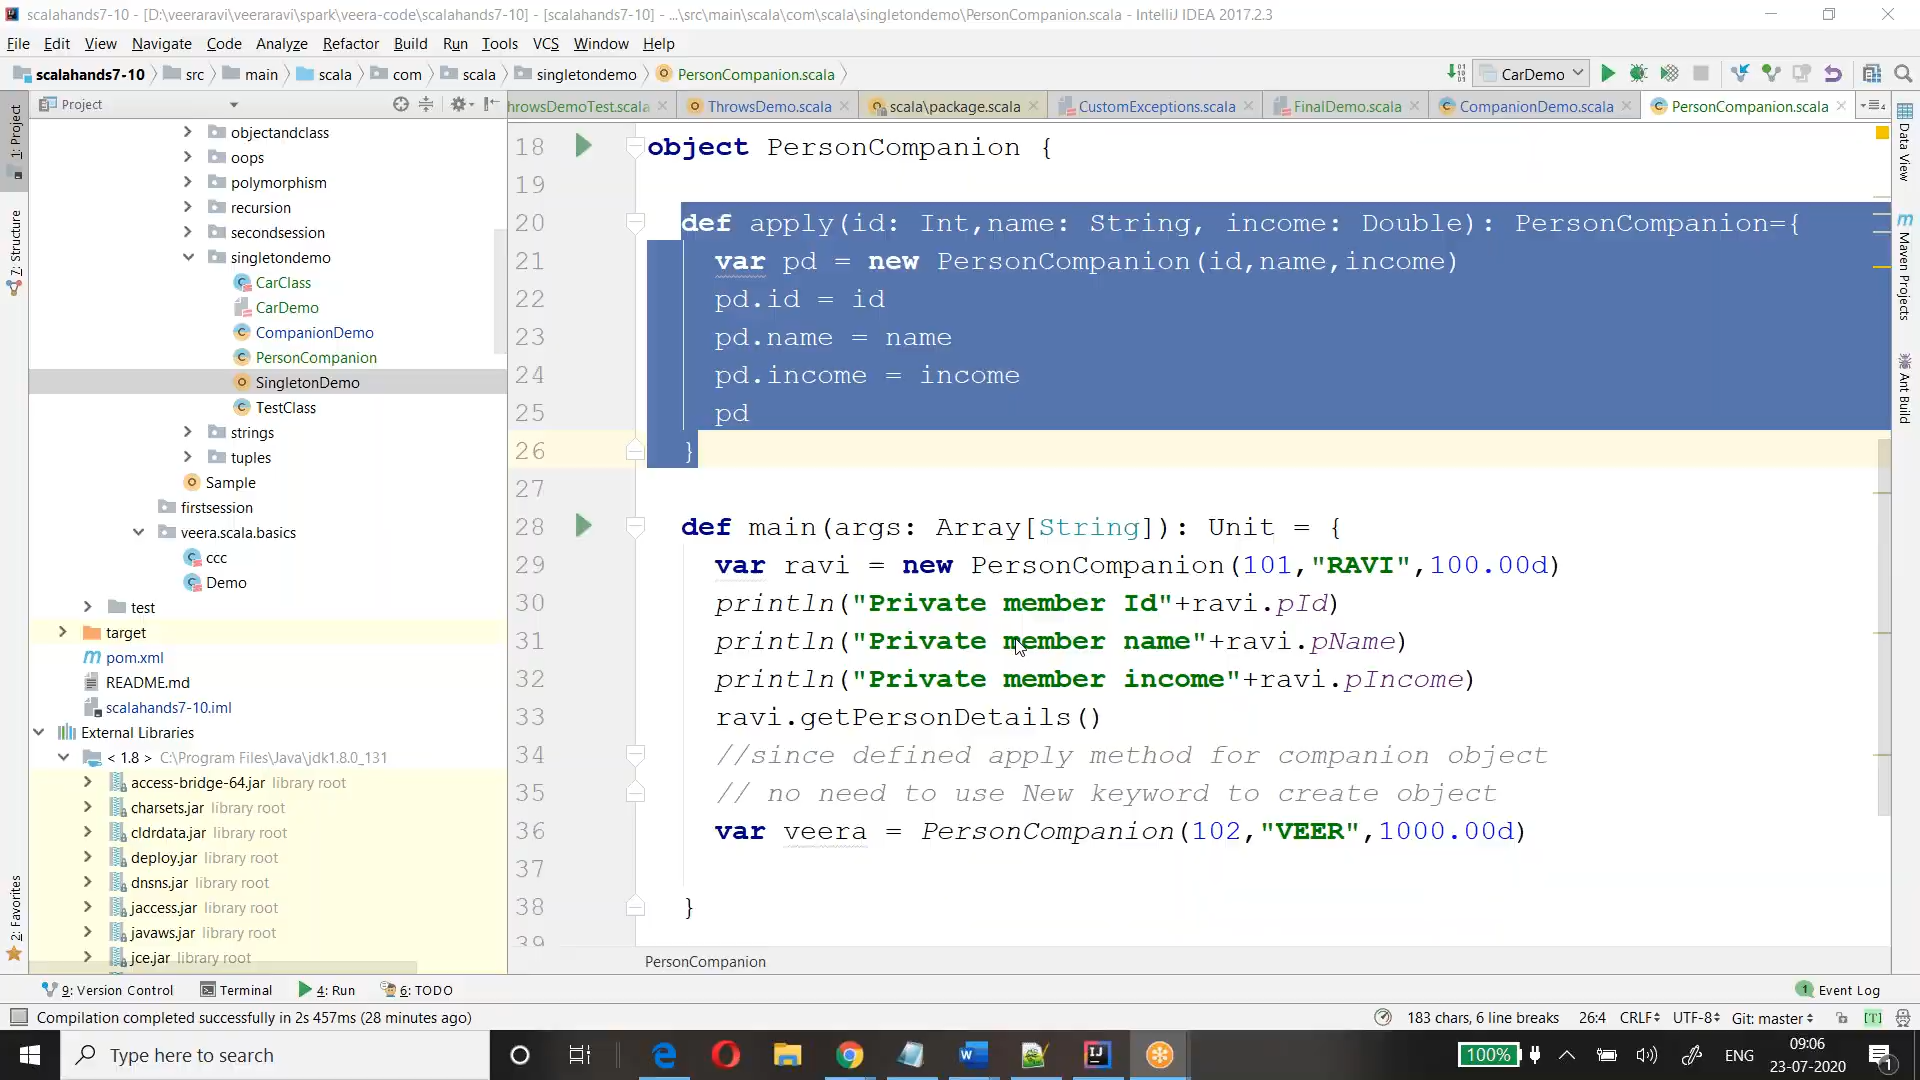 scalahands7-10 - [D:\veeraravi\veeraravi\spark\veera-code\scalahands7-10] - [scalahands7-10] - ...\src\main\scala\com\scala\singletondemo\PersonCompanion.scala - IntelliJ IDEA 2017.2.3
File Edit View Navigate Code Analyze Refactor Build Run Tools VCS Window Help
scalahands7-10 src main scala com scala singletondemo PersonCompanion.scala CarDemo
Project
hrowsDemoTest.scala ThrowsDemo.scala scala\package.scala CustomExceptions.scala FinalDemo.scala CompanionDemo.scala PersonCompanion.scala
1: Project
7: Structure
2: Favorites
objectandclass
oops
polymorphism
recursion
secondsession
singletondemo
CarClass
CarDemo
CompanionDemo
PersonCompanion
SingletonDemo
TestClass
strings
tuples
Sample
firstsession
veera.scala.basics
ccc
Demo
test
target
pom.xml
README.md
scalahands7-10.iml
External Libraries
< 1.8 > C:\Program Files\Java\jdk1.8.0_131
access-bridge-64.jar library root
charsets.jar library root
cldrdata.jar library root
deploy.jar library root
dnsns.jar library root
jaccess.jar library root
javaws.jar library root
jce.jar library root
18 object PersonCompanion {
19
20 def apply(id: Int,name: String, income: Double): PersonCompanion={
21 var pd = new PersonCompanion(id,name,income)
22 pd.id = id
23 pd.name = name
24 pd.income = income
25 pd
26 }
27
28 def main(args: Array[String]): Unit = {
29 var ravi = new PersonCompanion(101,"RAVI",100.00d)
30 println("Private member Id"+ravi.pId)
31 println("Private member name"+ravi.pName)
32 println("Private member income"+ravi.pIncome)
33 ravi.getPersonDetails()
34 //since defined apply method for companion object
35 // no need to use New keyword to create object
36 var veera = PersonCompanion(102,"VEER",1000.00d)
37
38 }
39
PersonCompanion
Data View
Maven Projects
Ant Build
9: Version Control Terminal 4: Run 6: TODO 1 Event Log
Compilation completed successfully in 2s 457ms (28 minutes ago) 183 chars, 6 line breaks 26:4 CRLF UTF-8 Git: master [T]
Type here to search
100% ENG
09:06
23-07-2020
1